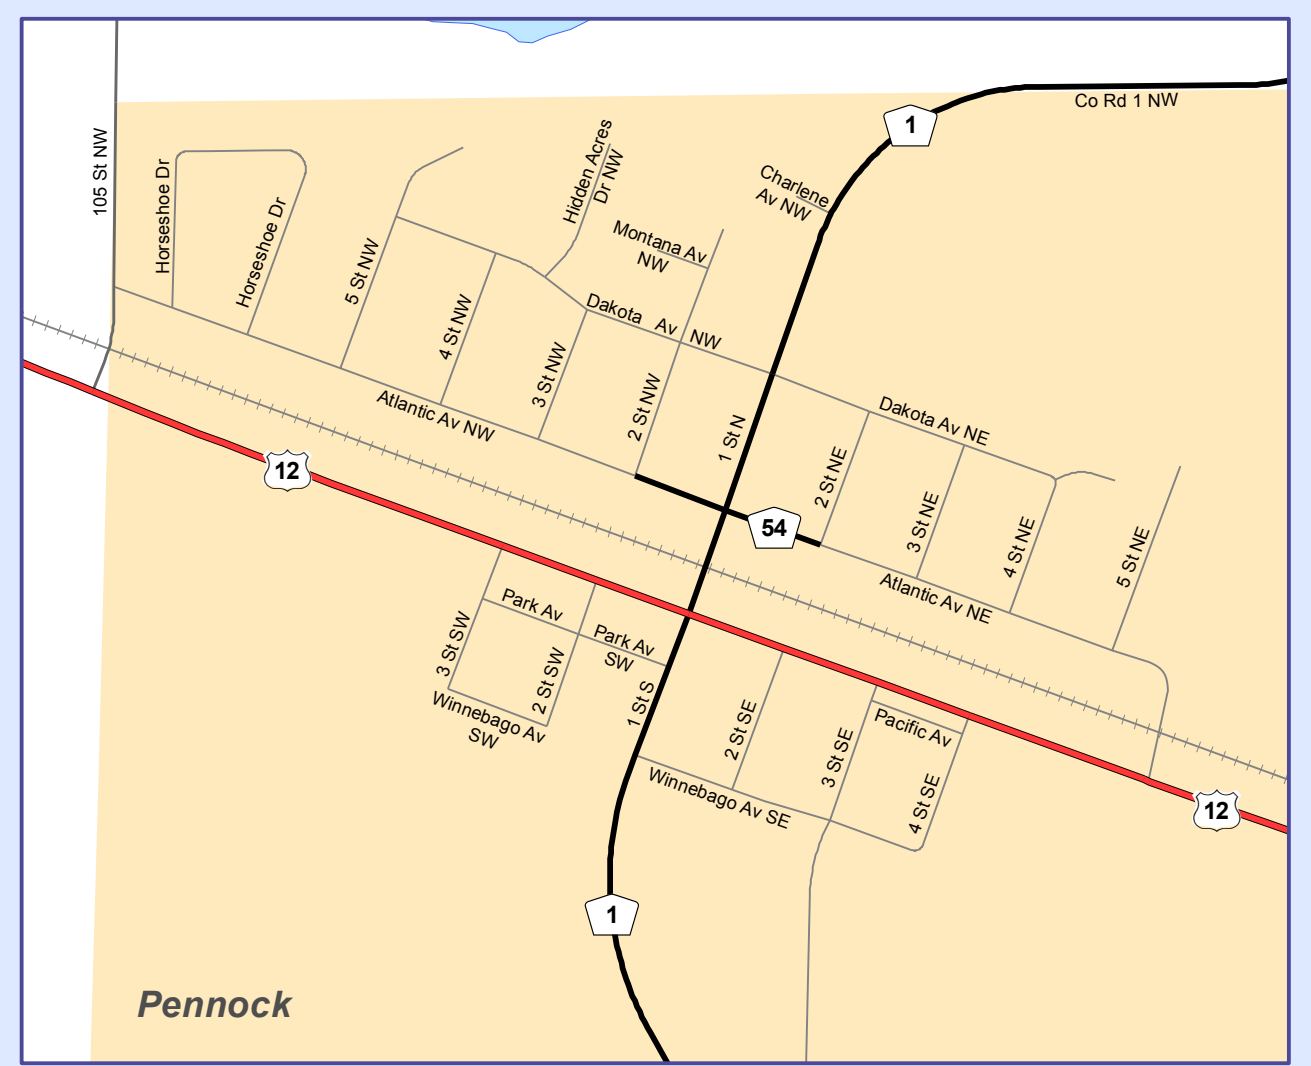 Co Rd 1 NW
1
105 St NW
Horseshoe Dr
Horseshoe Dr
5 St NW
Hidden Acres
Dr NW
Charlene
Av NW
Montana Av
NW
4 St NW
3 St NW
Dakota Av NW
2 St NW
Atlantic Av NW
1 St N
Dakota Av NE
2 St NE
3 St NE
4 St NE
5 St NE
12
54
Atlantic Av NE
Park Av
Park Av
SW
3 St SW
2 St SW
Winnebago Av
SW
1 St S
2 St SE
3 St SE
Pacific Av
4 St SE
Winnebago Av SE
12
1
Pennock